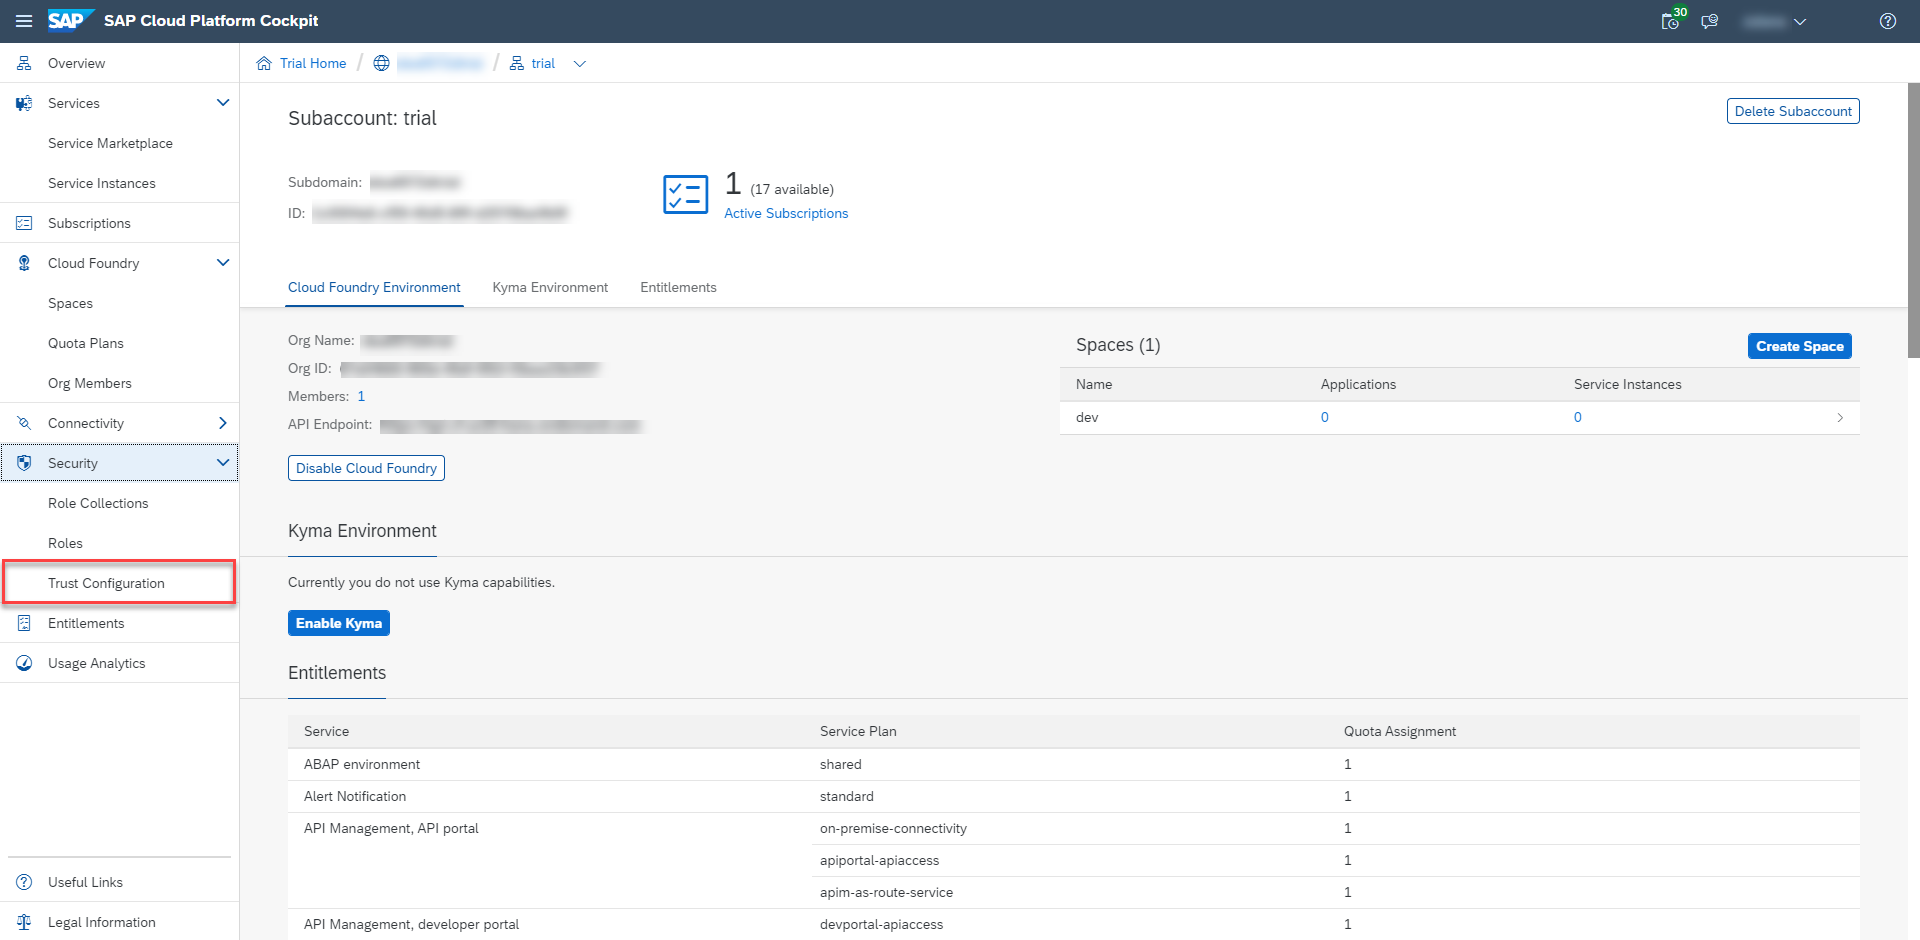 SAP SAP Cloud Platform Cockpit 30
Overview
Services
Service Marketplace
Service Instances
Subscriptions
Cloud Foundry
Spaces
Quota Plans
Org Members
Connectivity
Security
Role Collections
Roles
Trust Configuration
Entitlements
Usage Analytics
Useful Links
Legal Information
Trial Home / / trial
Subaccount: trial
Delete Subaccount
Subdomain:
ID:
1 (17 available)
Active Subscriptions
Cloud Foundry Environment Kyma Environment Entitlements
Org Name:
Org ID:
Members: 1
API Endpoint:
Disable Cloud Foundry
Spaces (1)
Create Space
Name Applications Service Instances
dev 0 0
Kyma Environment
Currently you do not use Kyma capabilities.
Enable Kyma
Entitlements
Service Service Plan Quota Assignment
ABAP environment shared 1
Alert Notification standard 1
API Management, API portal on-premise-connectivity 1
apiportal-apiaccess 1
apim-as-route-service 1
API Management, developer portal devportal-apiaccess 1